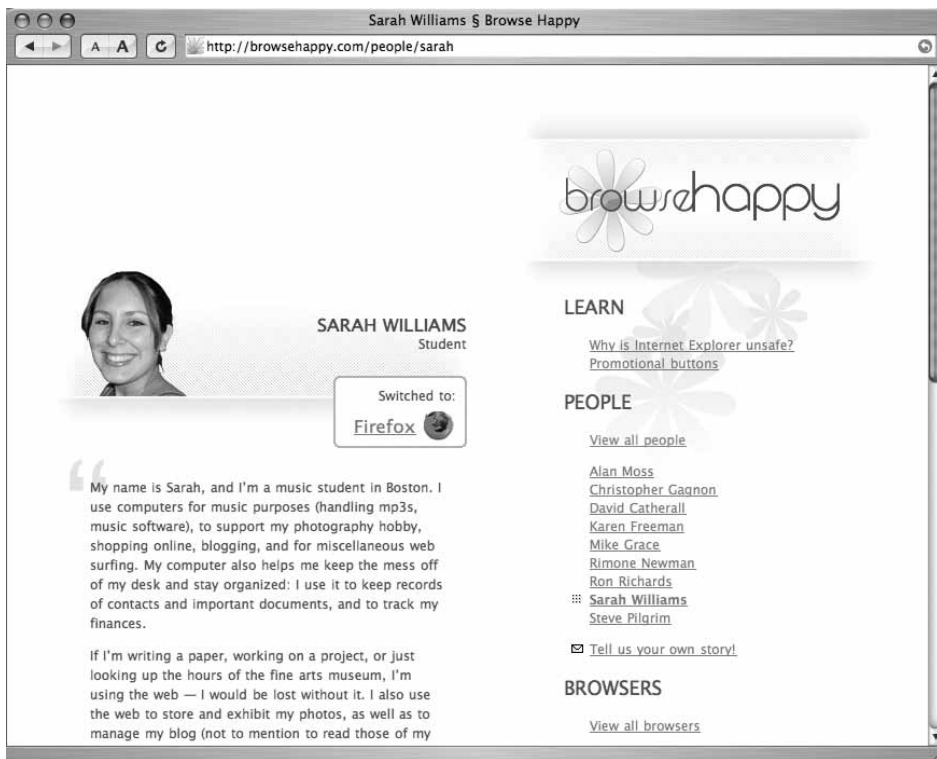 Sarah Williams § Browse Happy
A A http://browsehappy.com/people/sarah
browsehappy
SARAH WILLIAMS
Student
Switched to:
Firefox
“
My name is Sarah, and I'm a music student in Boston. I
use computers for music purposes (handling mp3s,
music software), to support my photography hobby,
shopping online, blogging, and for miscellaneous web
surfing. My computer also helps me keep the mess off
of my desk and stay organized: I use it to keep records
of contacts and important documents, and to track my
finances.
If I'm writing a paper, working on a project, or just
looking up the hours of the fine arts museum, I'm
using the web — I would be lost without it. I also use
the web to store and exhibit my photos, as well as to
manage my blog (not to mention to read those of my
LEARN
Why is Internet Explorer unsafe?
Promotional buttons
PEOPLE
View all people
Alan Moss
Christopher Gagnon
David Catherall
Karen Freeman
Mike Grace
Rimone Newman
Ron Richards
Sarah Williams
Steve Pilgrim
Tell us your own story!
BROWSERS
View all browsers